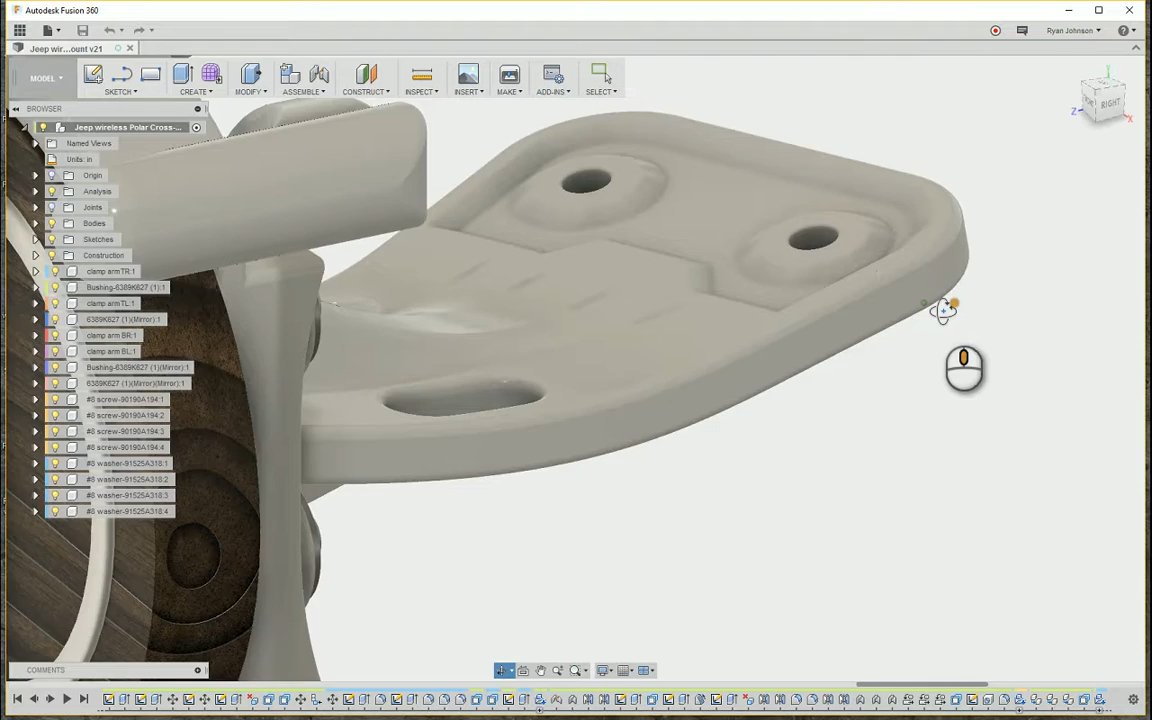 Autodesk Fusion 360
Ryan Johnson
Jeep wir...ount v21
MODEL
SKETCH
CREATE
MODIFY
ASSEMBLE
CONSTRUCT
INSPECT
INSERT
MAKE
ADD-INS
SELECT
BROWSER
Jeep wireless Polar Cross-...
Named Views
Units: in
Origin
Analysis
Joints
Bodies
Sketches
Construction
clamp arm TR:1
Bushing-6389K627 (1):1
clamp arm TL:1
6389K627 (1)(Mirror):1
clamp arm BR:1
clamp arm BL:1
Bushing-6389K627 (1)(Mirror):1
6389K627 (1)(Mirror)(Mirror):1
#8 screw-90190A194:1
#8 screw-90190A194:2
#8 screw-90190A194:3
#8 screw-90190A194:4
#8 washer-91525A318:1
#8 washer-91525A318:2
#8 washer-91525A318:3
#8 washer-91525A318:4
Y
RIGHT
Z
X
COMMENTS